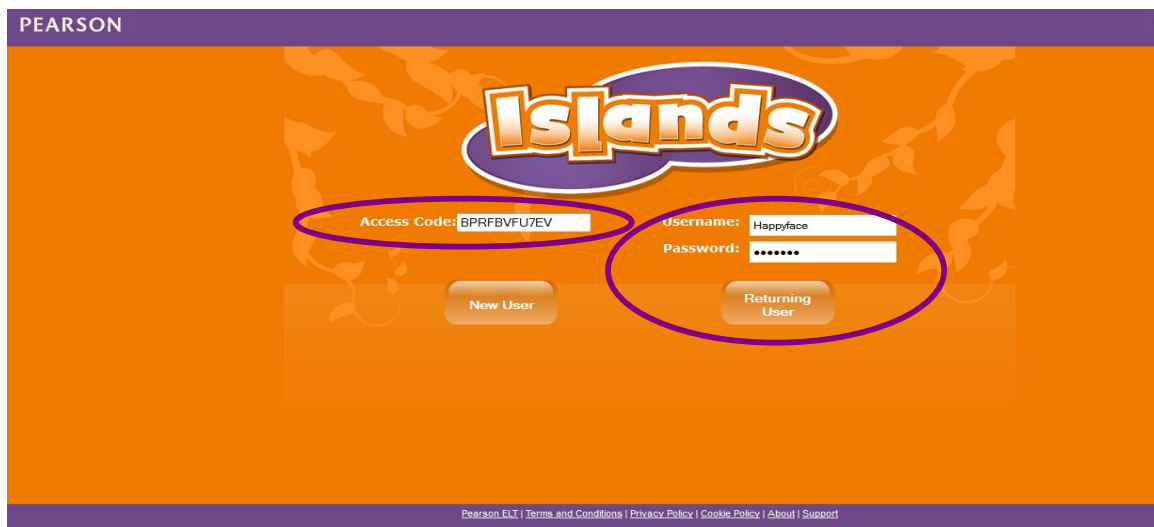 PEARSON
Islands
Access Code: BPRFBVFU7EV
Username: Happyface
Password: •••••••
New User
Returning
User
Pearson ELT | Terms and Conditions | Privacy Policy | Cookie Policy | About | Support